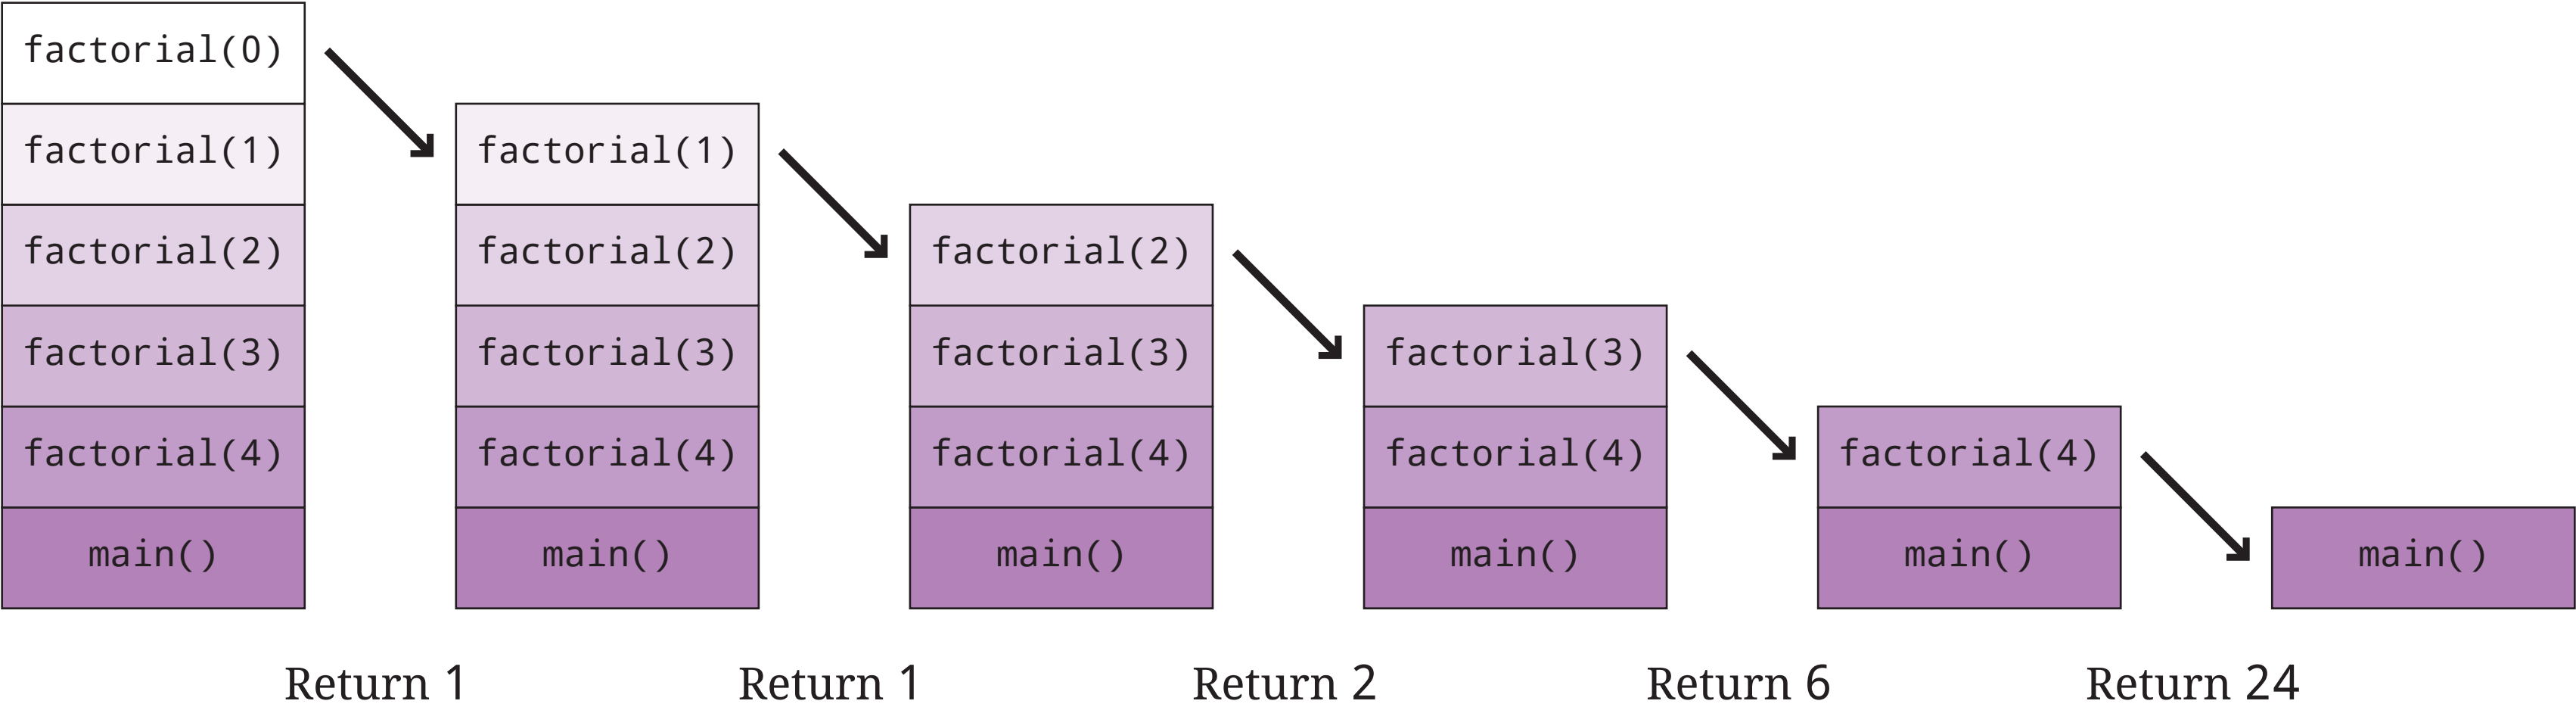 factorial(0)
factorial(1)
factorial(2)
factorial(3)
factorial(4)
main()
factorial(1)
factorial(2)
factorial(3)
factorial(4)
main()
factorial(2)
factorial(3)
factorial(4)
main()
factorial(3)
factorial(4)
main()
factorial(4)
main()
main()
Return 1
Return 1
Return 2
Return 6
Return 24